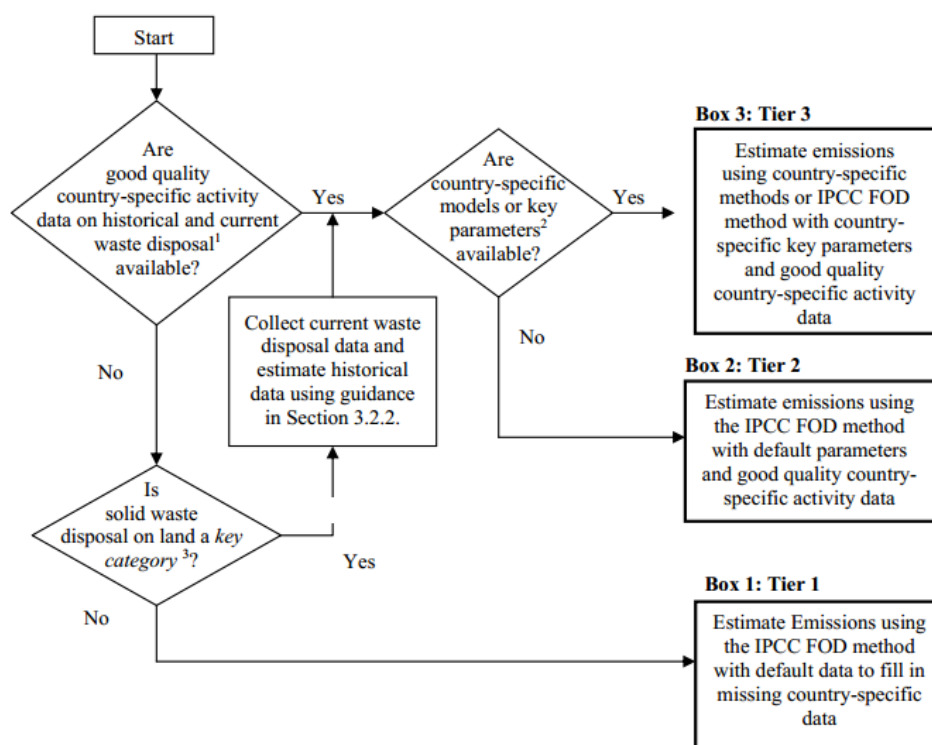 Start
Are
good quality
country-specific activity
data on historical and current
waste disposal1
available?
Yes
Are
country-specific
models or key
parameters2
available?
Yes
Box 3: Tier 3
Estimate emissions
using country-specific
methods or IPCC FOD
method with country-
specific key parameters
and good quality
country-specific activity
data
No
Collect current waste
disposal data and
estimate historical
data using guidance
in Section 3.2.2.
No
Box 2: Tier 2
Estimate emissions using
the IPCC FOD method
with default parameters
and good quality country-
specific activity data
Is
solid waste
disposal on land a key
category 3?
Yes
No
Box 1: Tier 1
Estimate Emissions using
the IPCC FOD method
with default data to fill in
missing country-specific
data